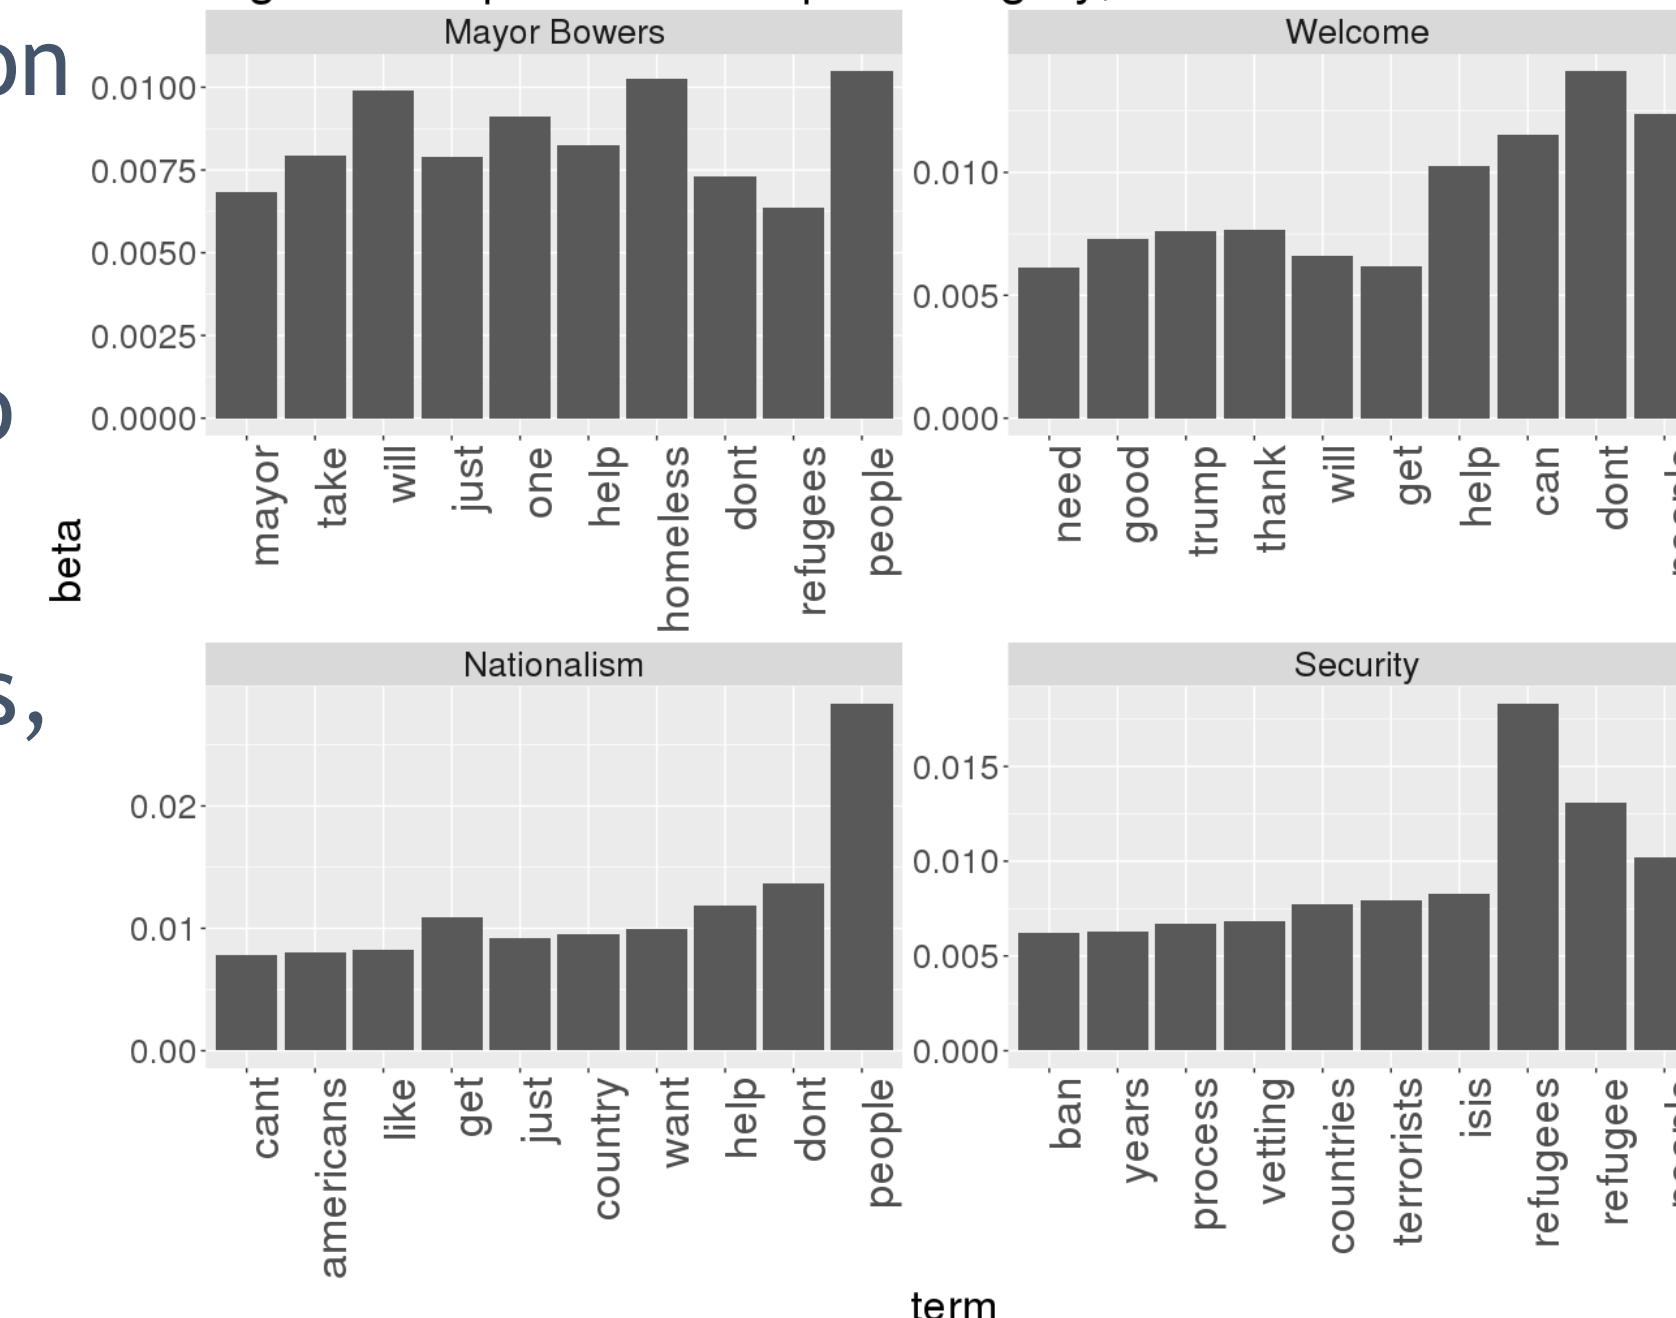 on
s,
Mayor Bowers
0.0100
0.0075
0.0050
0.0025
0.0000
mayor
take
will
just
one
help
homeless
dont
refugees
people
Welcome
0.010
0.005
0.000
need
good
trump
thank
will
get
help
can
dont
beta
Nationalism
0.02
0.01
0.00
cant
americans
like
get
just
country
want
help
dont
people
Security
0.015
0.010
0.005
0.000
ban
years
process
vetting
countries
terrorists
isis
refugees
refugee
term